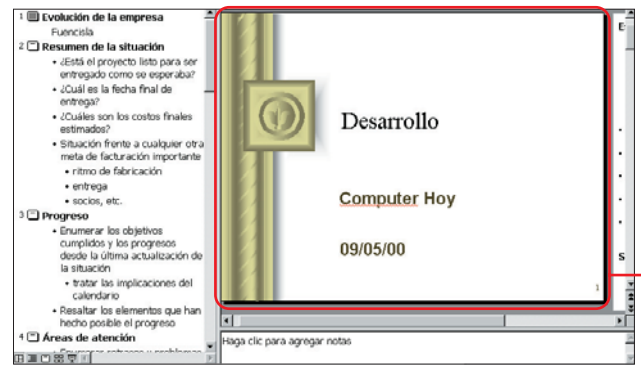 1 Evolución de la empresa
Fuencisla
2 Resumen de la situación
• ¿Está el proyecto listo para ser
entregado como se esperaba?
• ¿Cuál es la fecha final de
entrega?
• ¿Cuáles son los costos finales
estimados?
• Situación frente a cualquier otra
meta de facturación importante
• ritmo de fabricación
• entrega
• socios, etc.
3 Progreso
• Enumerar los objetivos
cumplidos y los progresos
desde la última actualización de
la situación
• tratar las implicaciones del
calendario
• Resaltar los elementos que han
hecho posible el progreso
4 Áreas de atención
Desarrollo
Computer Hoy
09/05/00
1
Haga clic para agregar notas